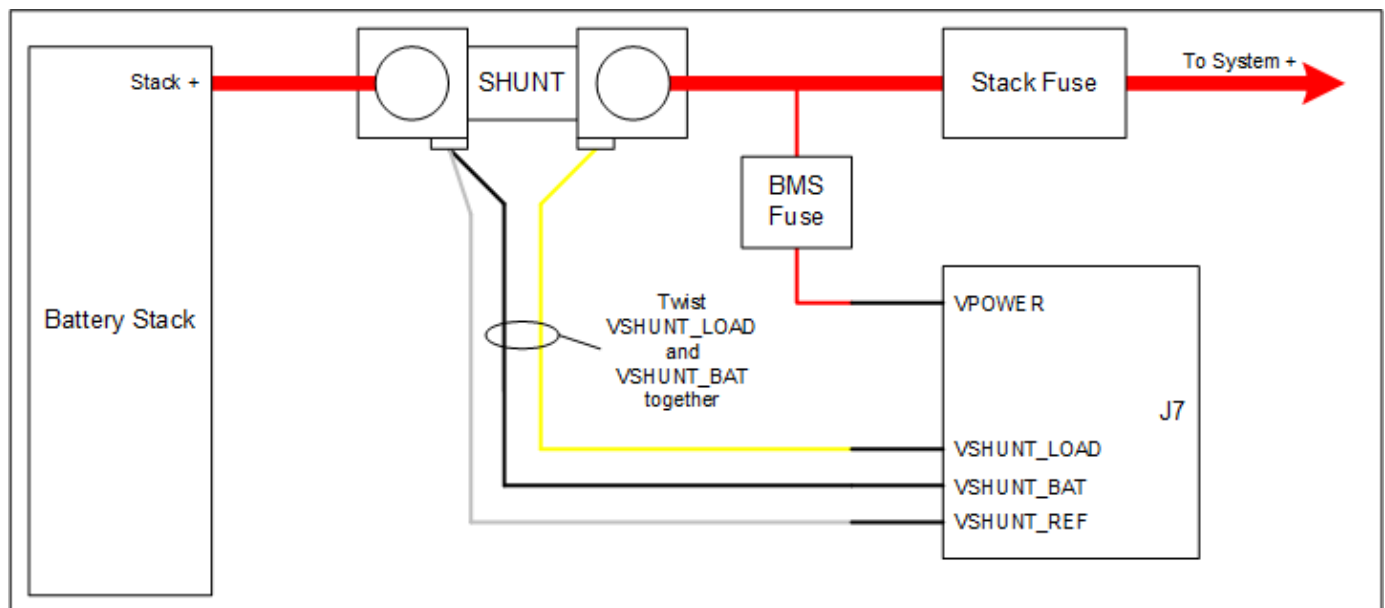 Stack +
SHUNT
Stack Fuse
To System +
BMS
Fuse
Battery Stack
Twist
VSHUNT_LOAD
and
VSHUNT_BAT
together
VPOWER
J7
VSHUNT_LOAD
VSHUNT_BAT
VSHUNT_REF